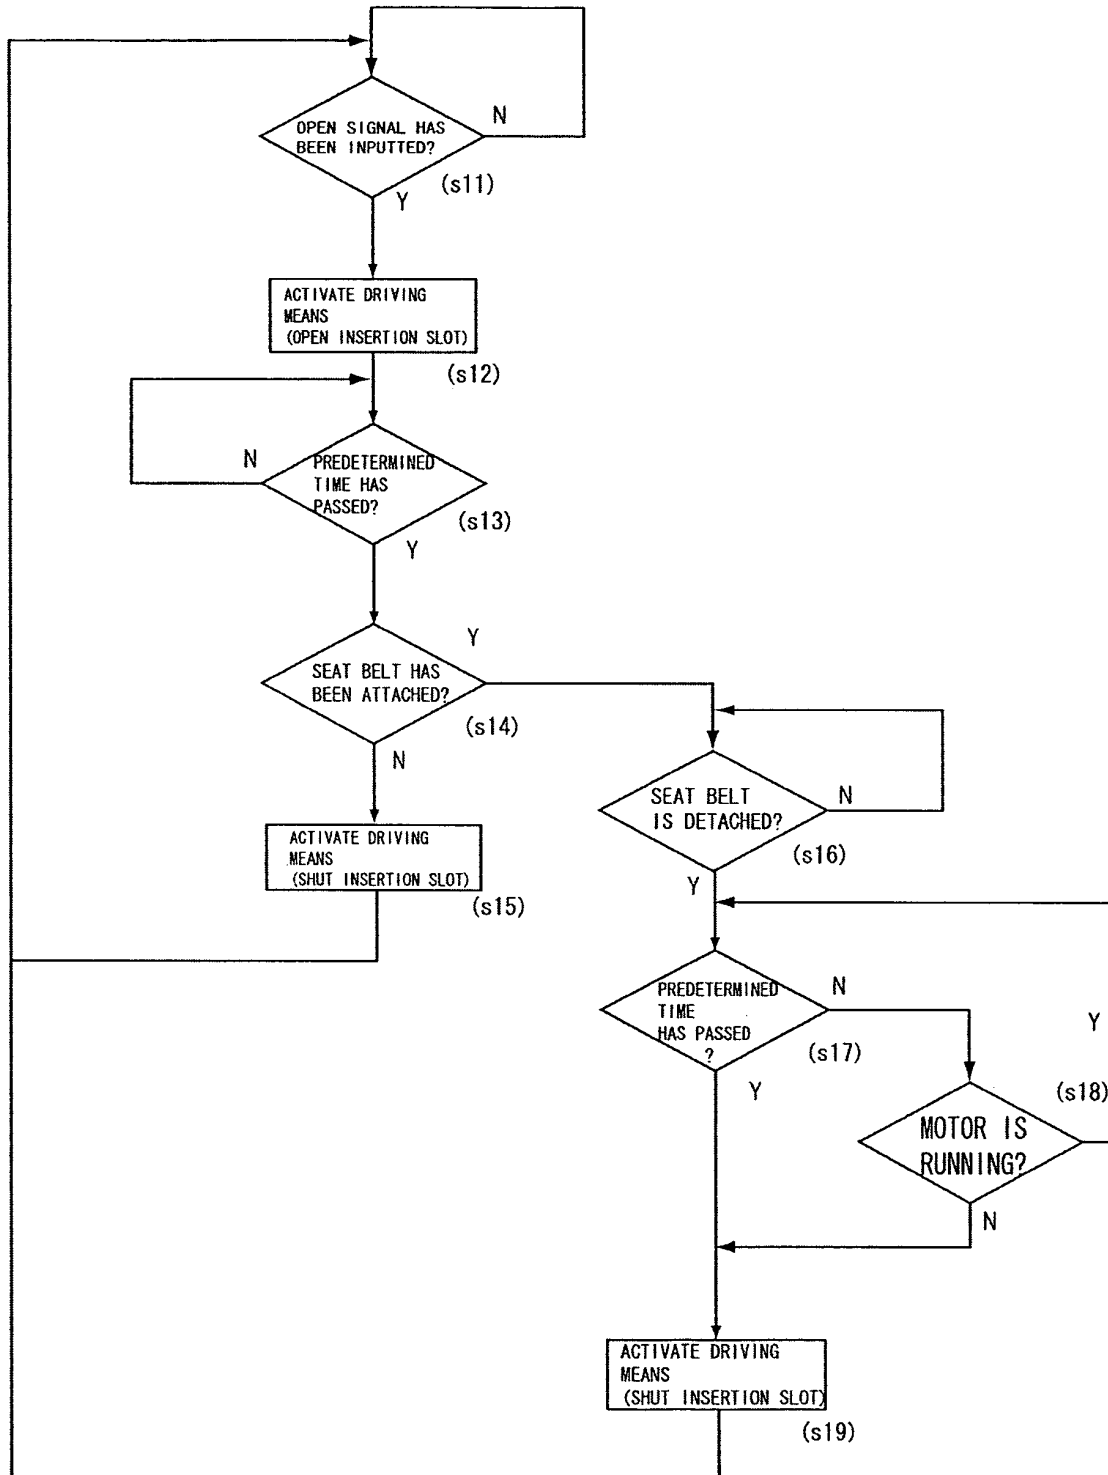 N
OPEN SIGNAL HAS
BEEN INPUTTED?
(s11)
Y
ACTIVATE DRIVING
MEANS
(OPEN INSERTION SLOT)
(s12)
N
PREDETERMINED
TIME HAS
PASSED?
(s13)
Y
Y
SEAT BELT HAS
BEEN ATTACHED?
(s14)
N
SEAT BELT
IS DETACHED?
N
(s16)
ACTIVATE DRIVING
MEANS
(SHUT INSERTION SLOT)
(s15)
Y
PREDETERMINED
TIME
HAS PASSED
?
N
(s17)
Y
Y
(s18)
MOTOR IS
RUNNING?
N
ACTIVATE DRIVING
MEANS
(SHUT INSERTION SLOT)
(s19)